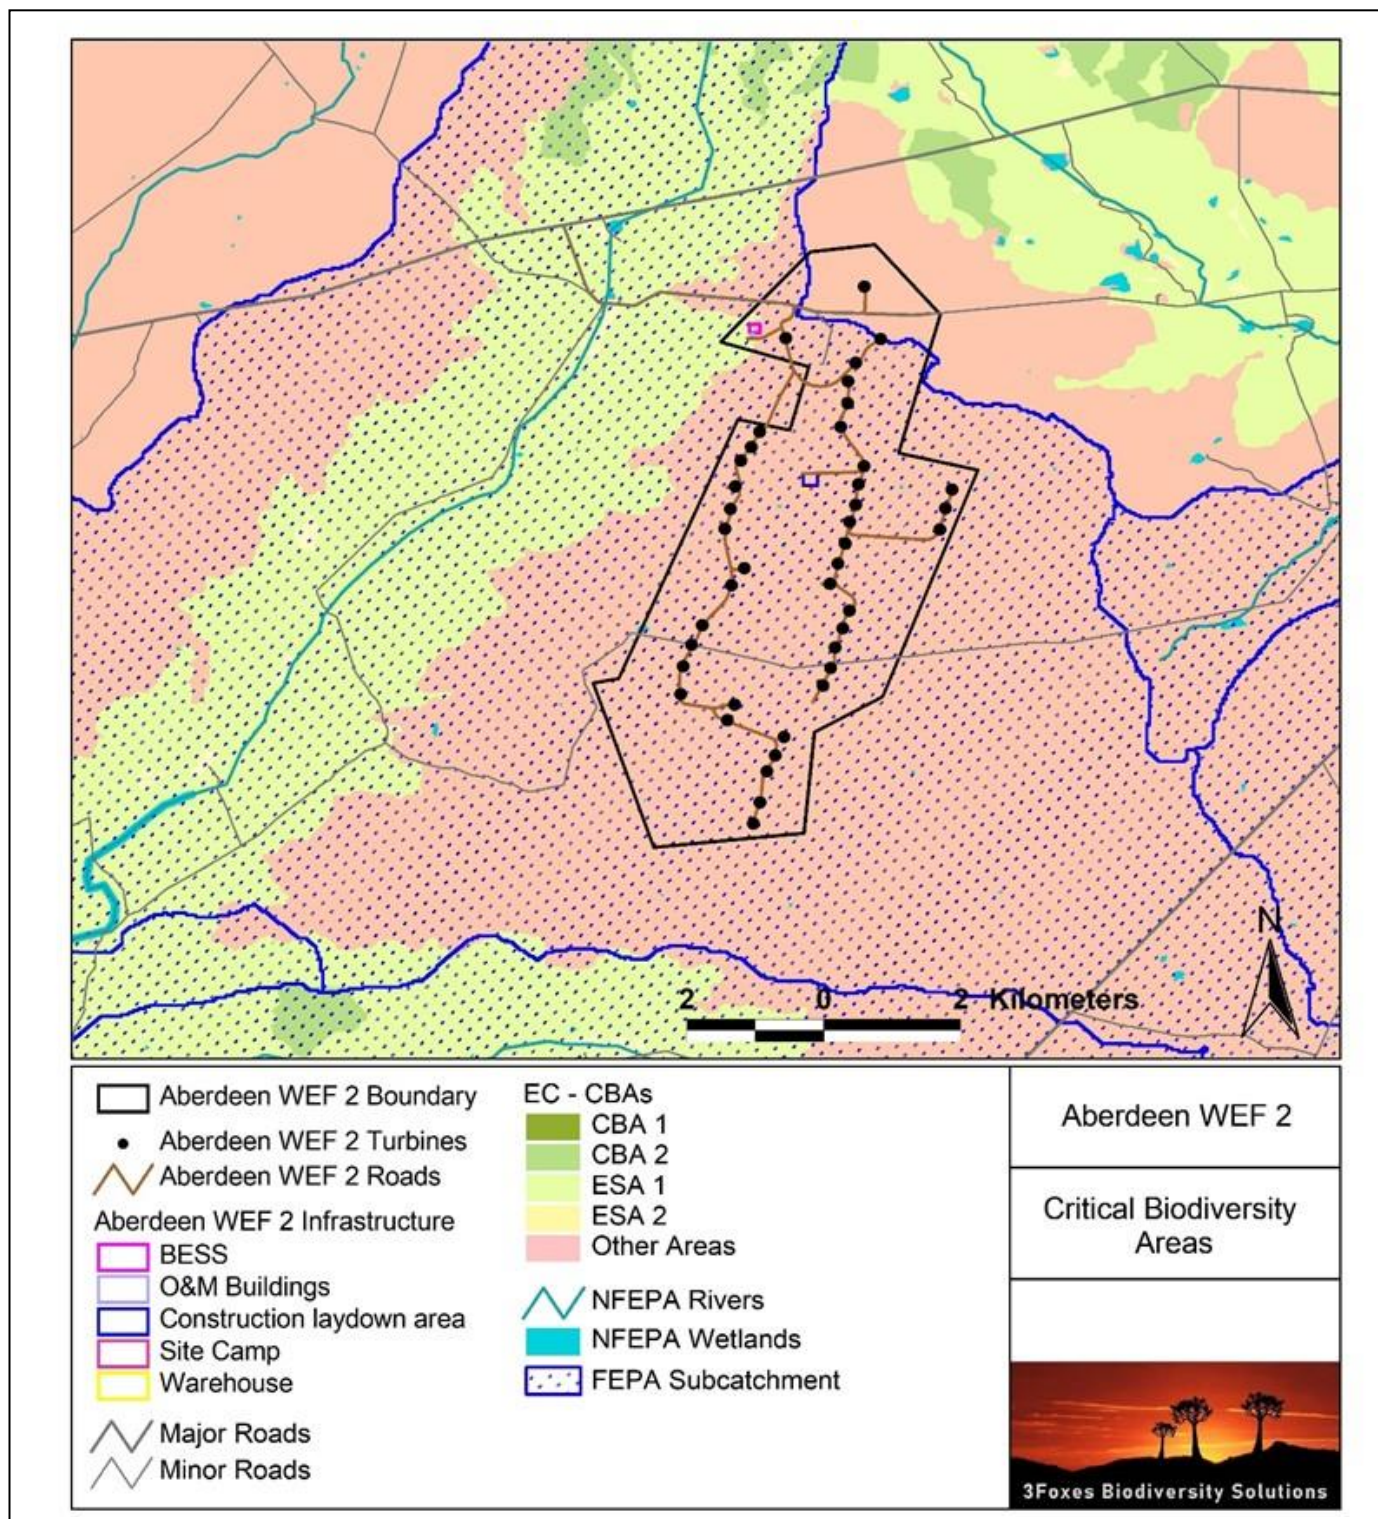 N
2 0 2 Kilometers
Aberdeen WEF 2 Boundary
Aberdeen WEF 2 Turbines
Aberdeen WEF 2 Roads
Aberdeen WEF 2 Infrastructure
BESS
O&M Buildings
Construction laydown area
Site Camp
Warehouse
Major Roads
Minor Roads
EC - CBAs
CBA 1
CBA 2
ESA 1
ESA 2
Other Areas
NFEPA Rivers
NFEPA Wetlands
FEPA Subcatchment
Aberdeen WEF 2
Critical Biodiversity
Areas
3Foxes Biodiversity Solutions